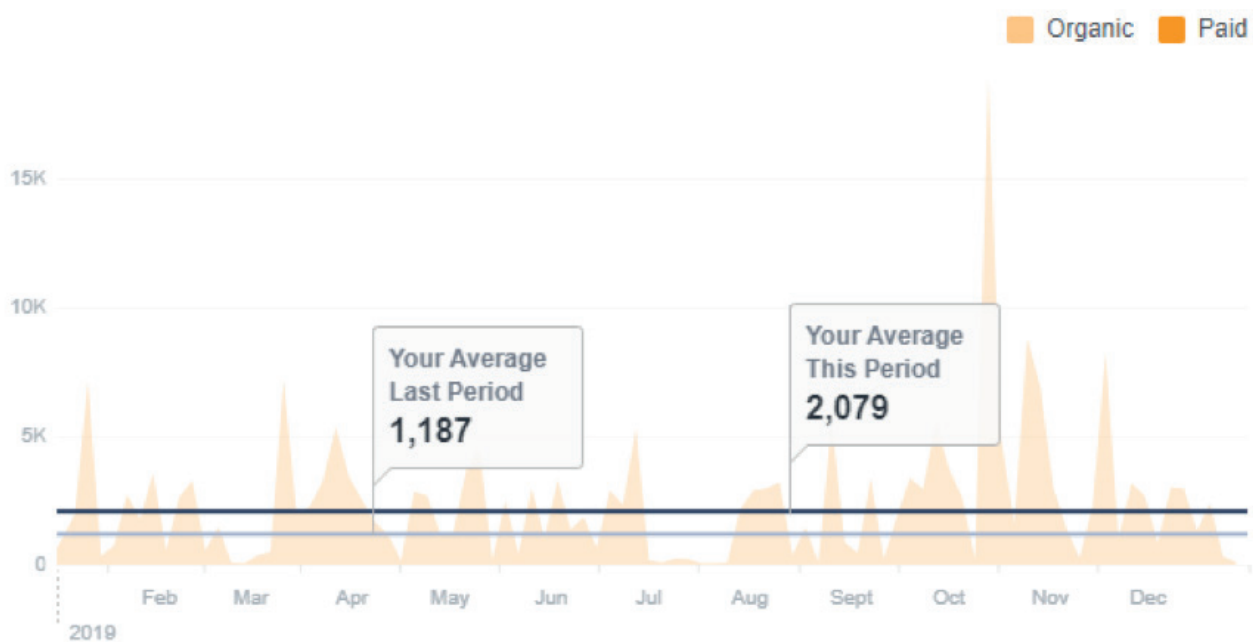 Organic Paid
15K
10K
5K
0
Your Average
Last Period
1,187
Your Average
This Period
2,079
Feb Mar Apr May Jun Jul Aug Sept Oct Nov Dec
2019